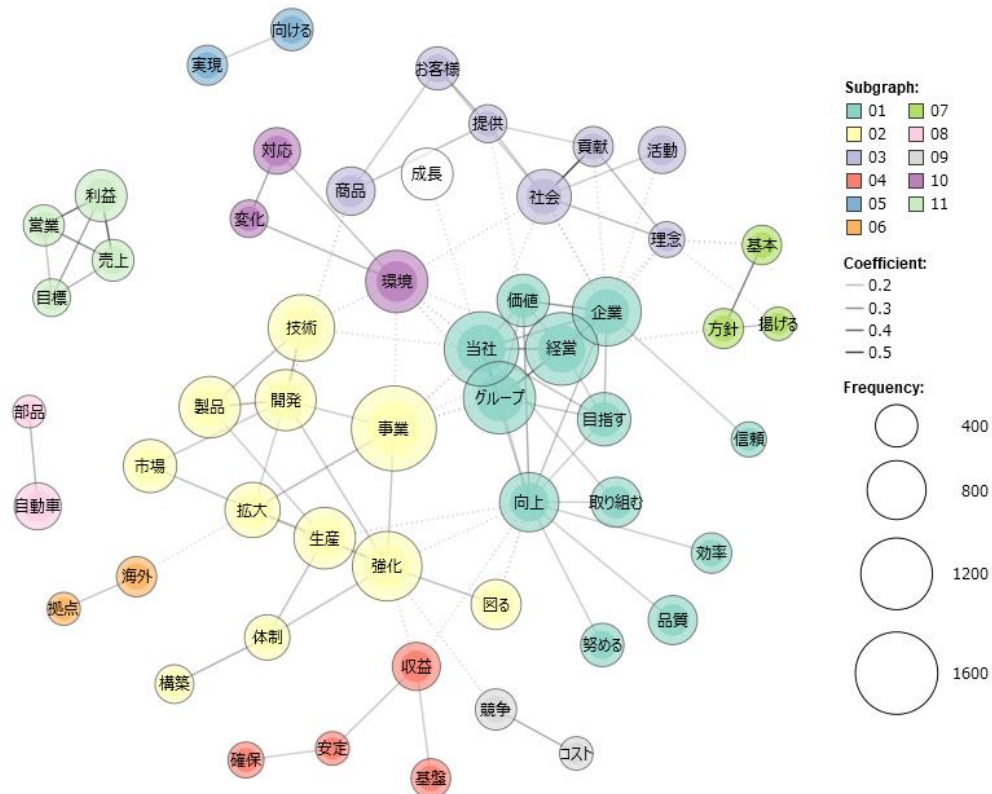 向ける
実現
お客様
提供
貢献
活動
対応
成長
商品
社会
変化
理念
基本
利益
営業
売上
目標
環境
価値
企業
方針
掲げる
技術
当社
経営
グループ
製品
開発
事業
目指す
信頼
部品
市場
自動車
拡大
向上
取り組む
生産
効率
海外
強化
拠点
図る
品質
体制
努める
収益
構築
競争
確保
安定
コスト
基盤
Subgraph:
01 07
02 08
03 09
04 10
05 11
06
Coefficient:
0.2
0.3
0.4
0.5
Frequency:
400
800
1200
1600